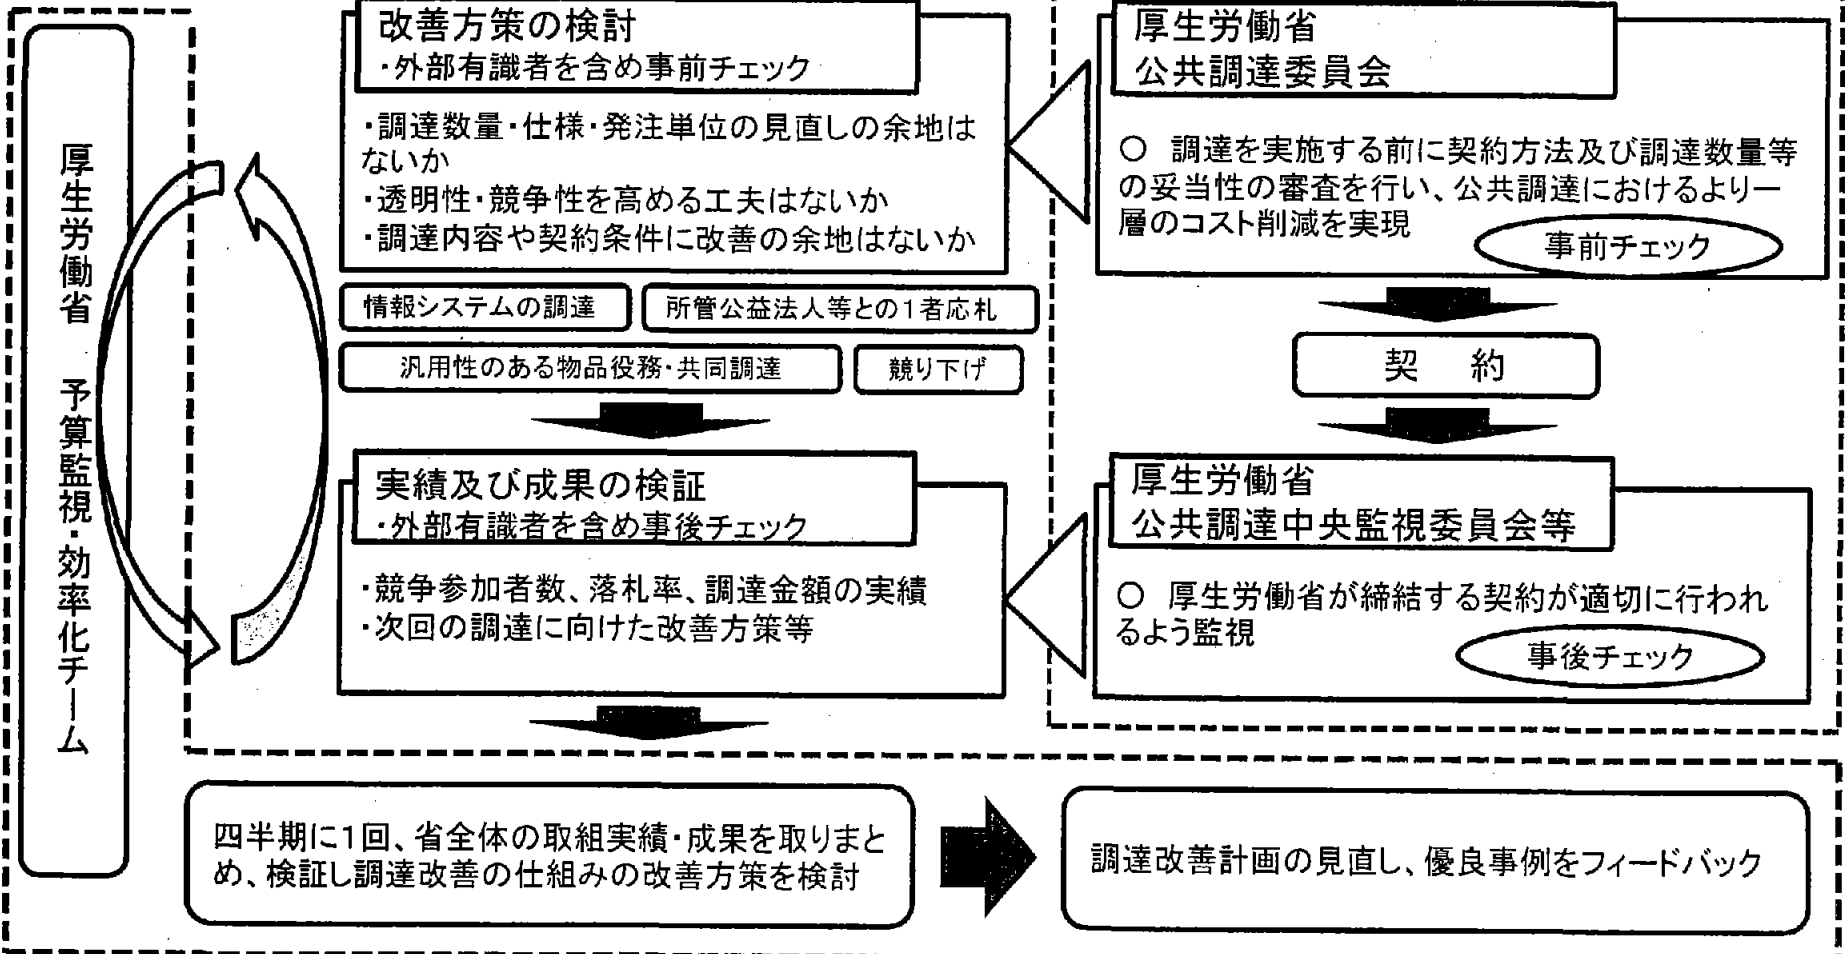 厚生労働省 予算監視・効率化チーム
改善方策の検討
・外部有識者を含め事前チェック
・調達数量・仕様・発注単位の見直しの余地は
ないか
・透明性・競争性を高める工夫はないか
・調達内容や契約条件に改善の余地はないか
情報システムの調達
所管公益法人等との1者応札
汎用性のある物品役務・共同調達
競り下げ
実績及び成果の検証
・外部有識者を含め事後チェック
・競争参加者数、落札率、調達金額の実績
・次回の調達に向けた改善方策等
厚生労働省
公共調達委員会
○ 調達を実施する前に契約方法及び調達数量等
の妥当性の審査を行い、公共調達におけるより一
層のコスト削減を実現
事前チェック
契 約
厚生労働省
公共調達中央監視委員会等
○ 厚生労働省が締結する契約が適切に行われ
るよう監視
事後チェック
四半期に1回、省全体の取組実績・成果を取りまと
め、検証し調達改善の仕組みの改善方策を検討
調達改善計画の見直し、優良事例をフィードバック